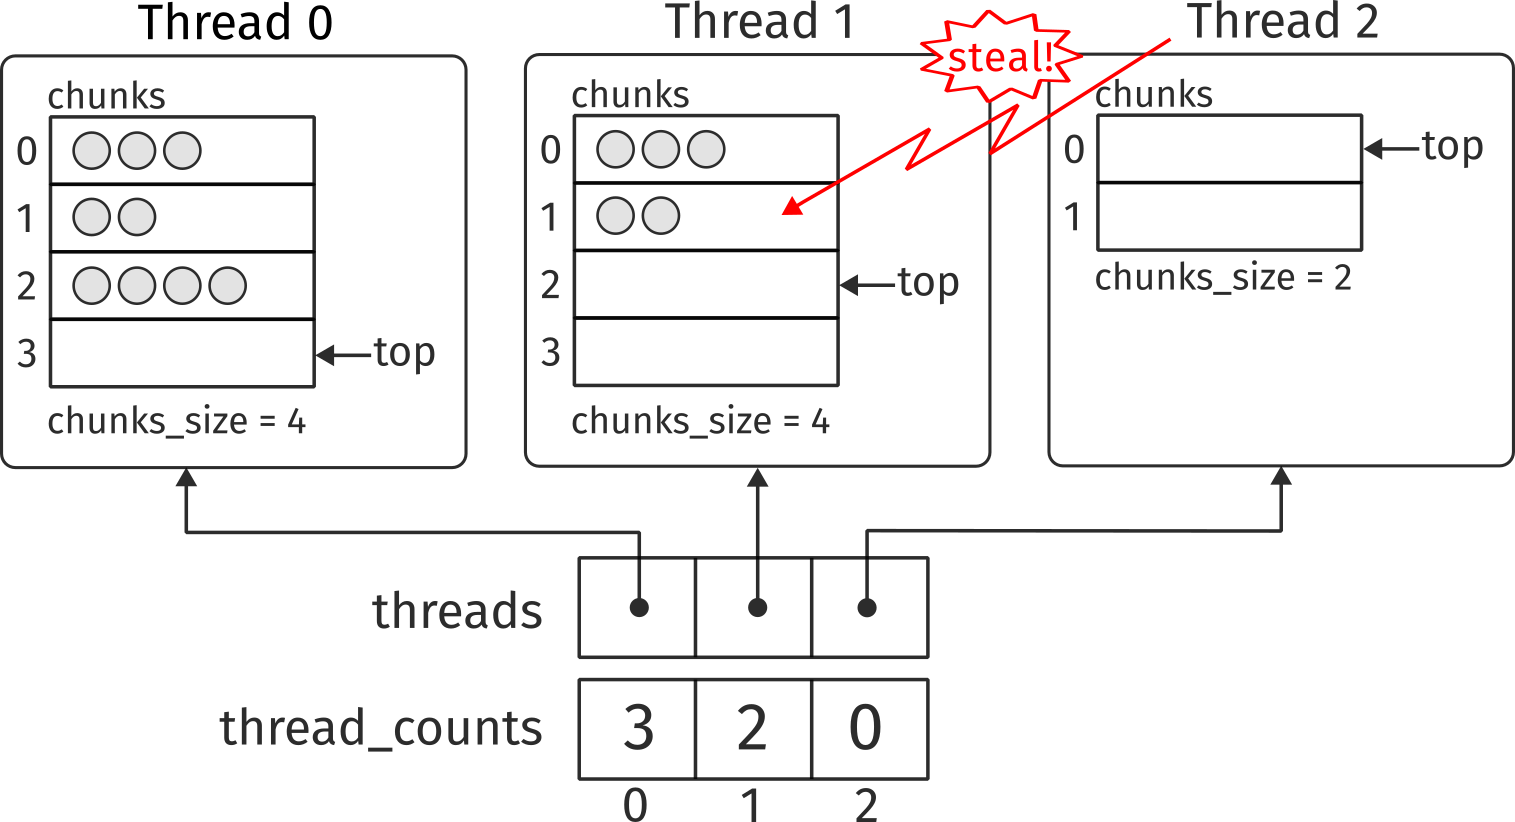 Thread 0
chunks
0
1
2
3
top
chunks_size = 4
Thread 1
steal!
chunks
0
1
2
3
top
chunks_size = 4
Thread 2
chunks
0
1
top
chunks_size = 2
threads
thread_counts
3 2 0
0 1 2